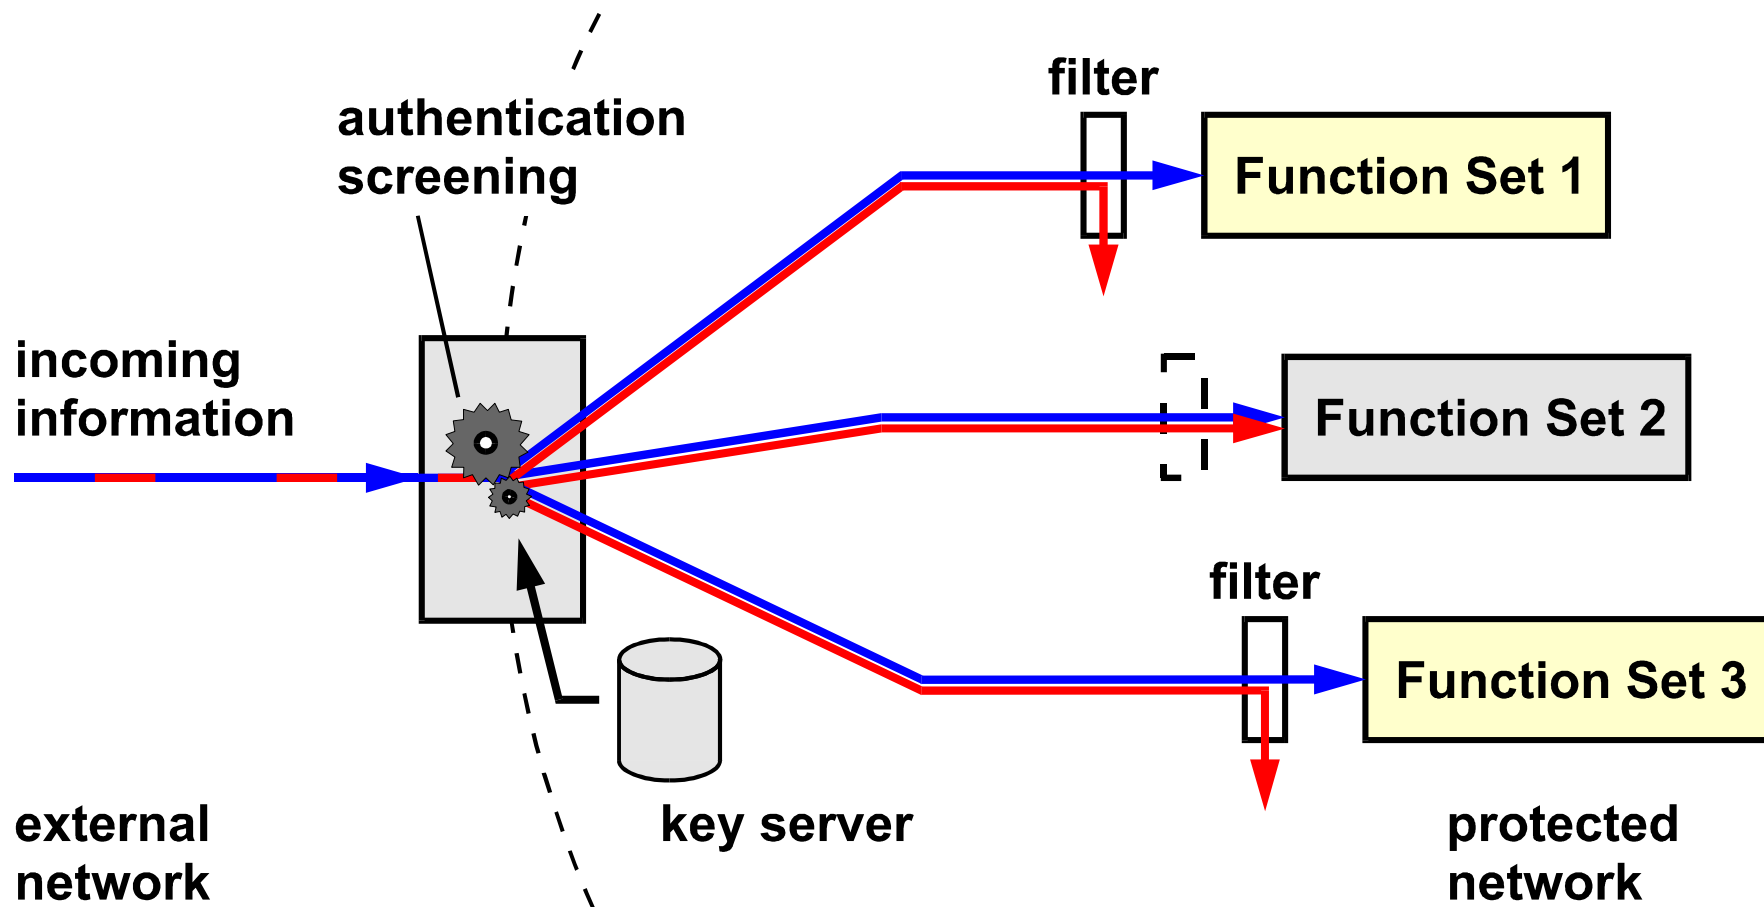 filter
authentication
screening
Function Set 1
incoming
information
Function Set 2
filter
Function Set 3
external
network
key server
protected
network